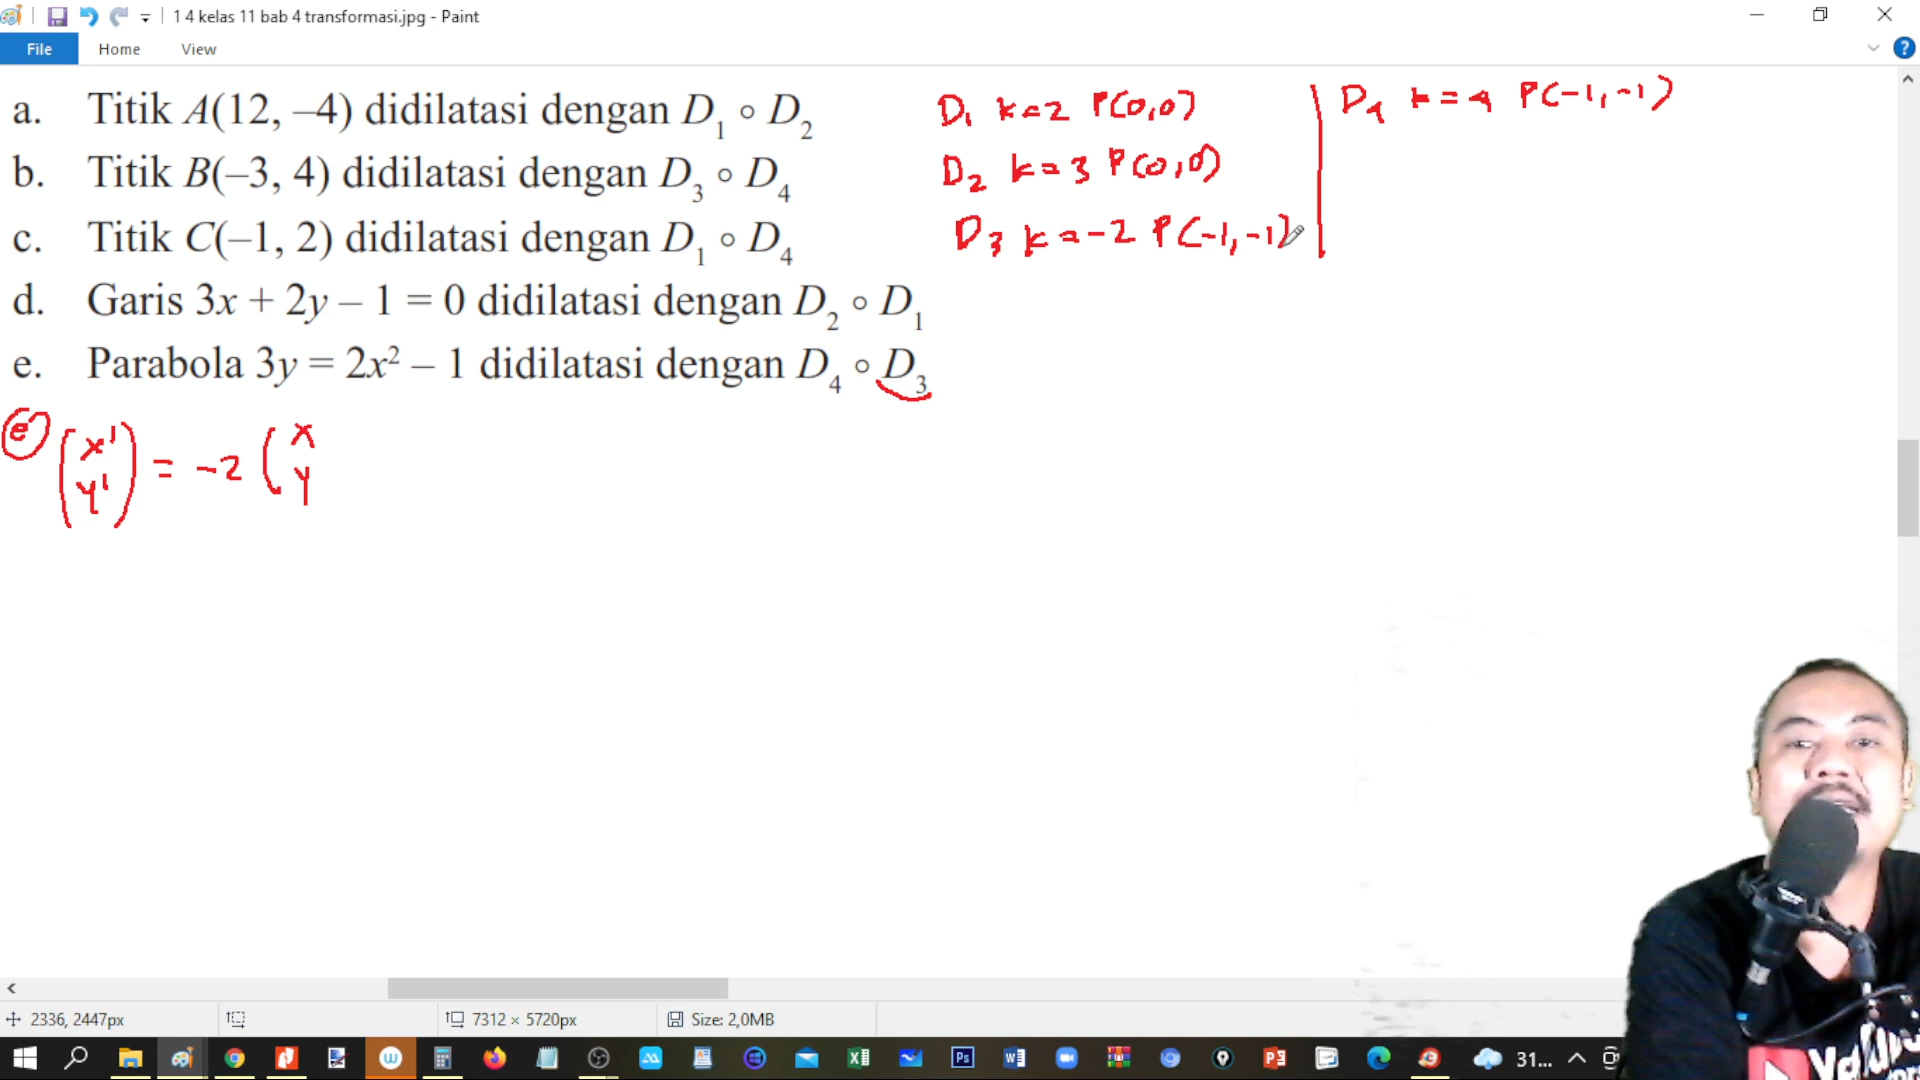 1 4 kelas 11 bab 4 transformasi.jpg - Paint
File Home View
a. Titik A(12, –4) didilatasi dengan D₁ ∘ D₂
b. Titik B(–3, 4) didilatasi dengan D₃ ∘ D₄
c. Titik C(–1, 2) didilatasi dengan D₁ ∘ D₄
d. Garis 3x + 2y – 1 = 0 didilatasi dengan D₂ ∘ D₁
e. Parabola 3y = 2x² – 1 didilatasi dengan D₄ ∘ D₃
D₁ k=2 P(0,0)
D₂ k=3 P(0,0)
D₃ k=-2 P(-1,-1)
D₄ k=4 P(-1,-1)
e
(x' = -2 (x
y') y
2336, 2447px
7312 × 5720px
Size: 2,0MB
31...